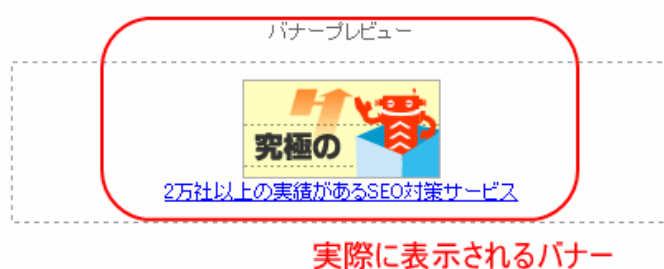 バナープレビュー
究極の
2万社以上の実績があるSEO対策サービス
実際に表示されるバナー